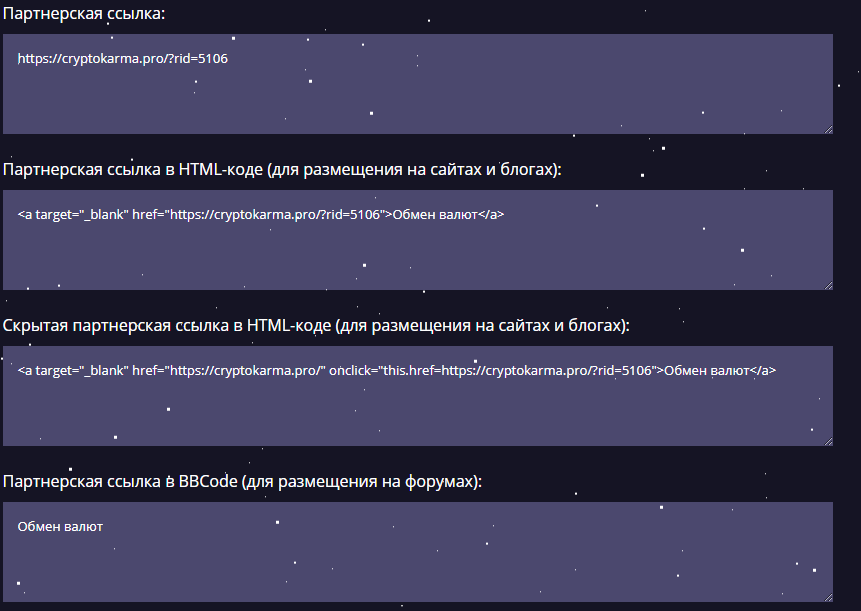 Партнерская ссылка:
https://cryptokarma.pro/?rid=5106
Партнерская ссылка в HTML-коде (для размещения на сайтах и блогах):
<a target="_blank" href="https://cryptokarma.pro/?rid=5106">Обмен валют</a>
Скрытая партнерская ссылка в HTML-коде (для размещения на сайтах и блогах):
<a target="_blank" href="https://cryptokarma.pro/" onclick="this.href=https://cryptokarma.pro/?rid=5106">Обмен валют</a>
Партнерская ссылка в BBCode (для размещения на форумах):
Обмен валют